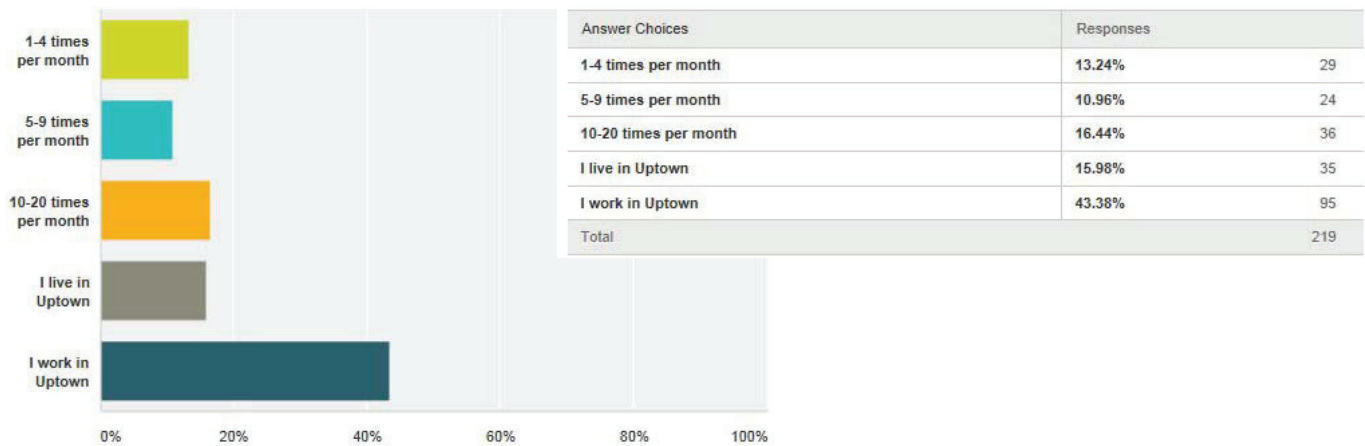 1-4 times
per month
5-9 times
per month
10-20 times
per month
I live in
Uptown
I work in
Uptown
0% 20% 40% 60% 80% 100%
Answer Choices Responses
1-4 times per month 13.24% 29
5-9 times per month 10.96% 24
10-20 times per month 16.44% 36
I live in Uptown 15.98% 35
I work in Uptown 43.38% 95
Total 219